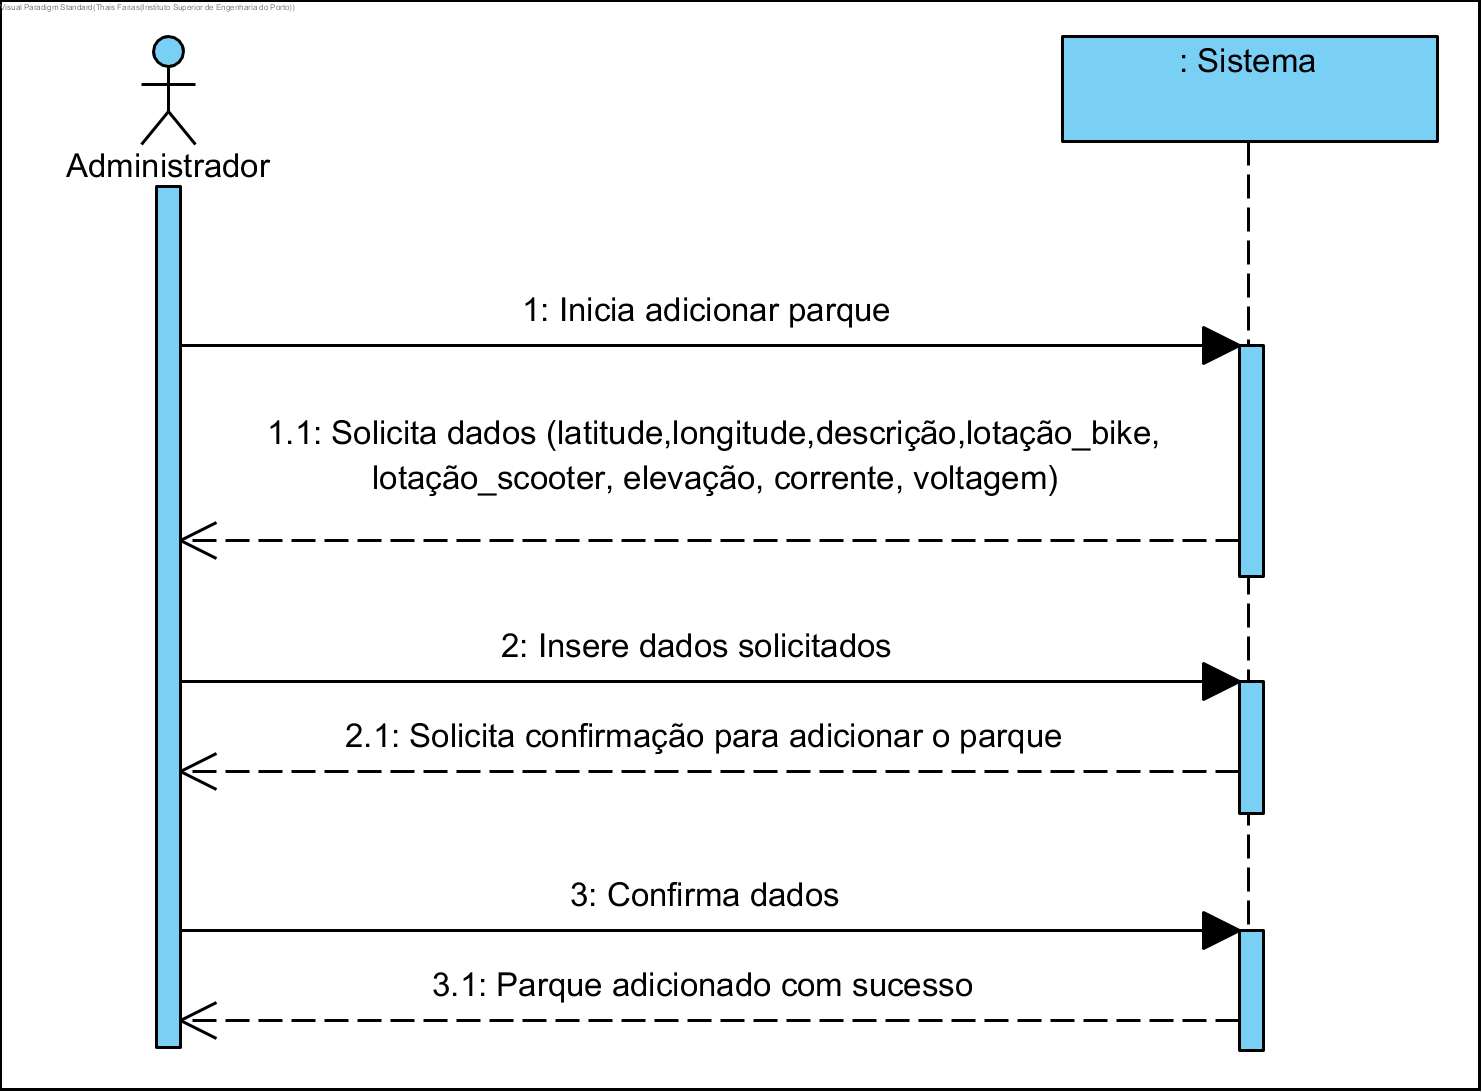 Visual Paradigm Standard(Thais Farias(Instituto Superior de Engenharia do Porto))
: Sistema
Administrador
1: Inicia adicionar parque
1.1: Solicita dados (latitude,longitude,descrição,lotação_bike,
lotação_scooter, elevação, corrente, voltagem)
2: Insere dados solicitados
2.1: Solicita confirmação para adicionar o parque
3: Confirma dados
3.1: Parque adicionado com sucesso